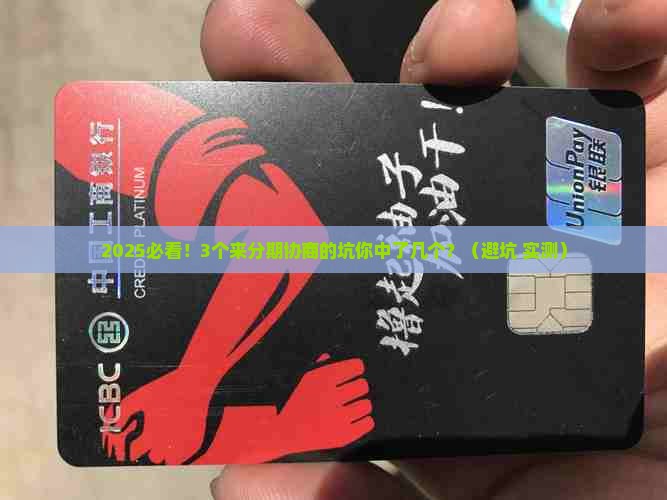 中国工商银行
CREDIT PLATINUM
ICBC
撸起袖子
加油干！
UnionPay
银联
2025必看！3个来分期协商的坑你中了几个？（避坑 实测）